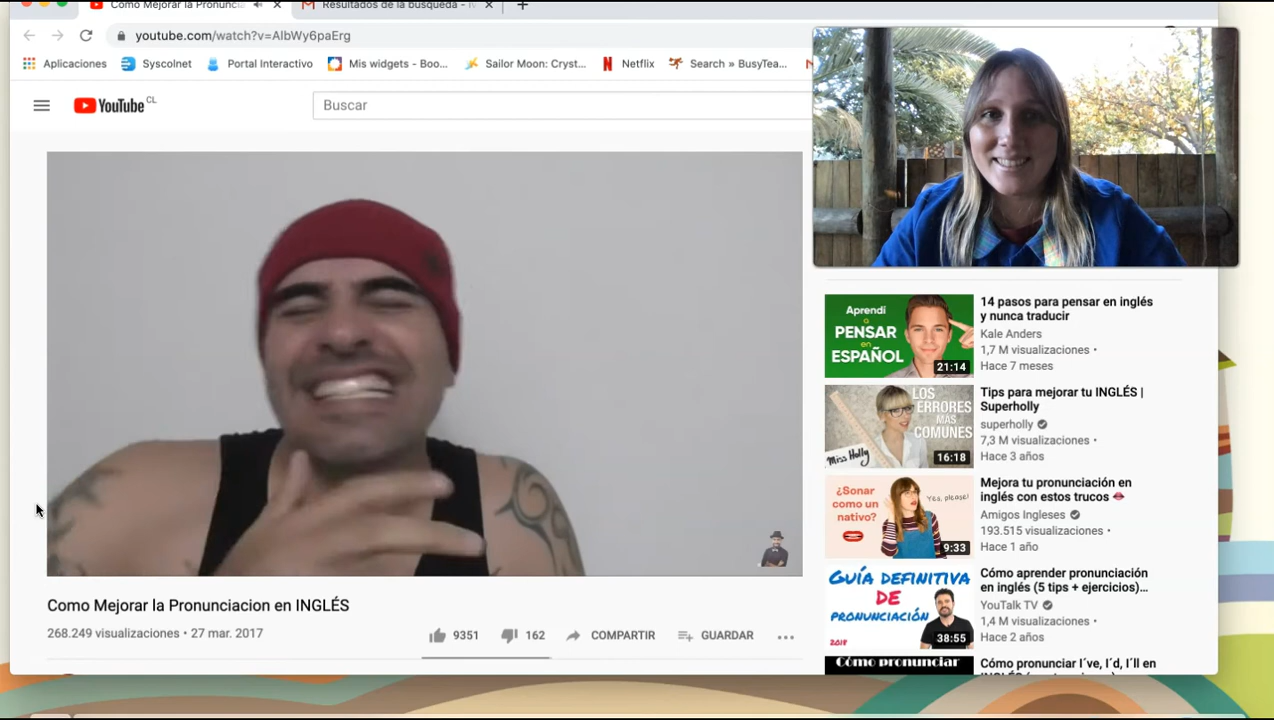 Como Mejorar la Pronuncia
Resultados de la búsqueda -
youtube.com/watch?v=AlbWy6paErg
Aplicaciones
Syscolnet
Portal Interactivo
Mis widgets - Boo...
Sailor Moon: Cryst...
Netflix
Search » BusyTea...
YouTube CL
Buscar
Aprendí
a
PENSAR
en
ESPAÑOL
21:14
14 pasos para pensar en inglés
y nunca traducir
Kale Anders
1,7 M visualizaciones •
Hace 7 meses
LOS
ERRORES
MÁS
COMUNES
Miss Holly
16:18
Tips para mejorar tu INGLÉS |
Superholly
superholly
7,3 M visualizaciones •
Hace 3 años
¿Sonar
como un
nativo?
Yes, please!
9:33
Mejora tu pronunciación en
inglés con estos trucos
Amigos Ingleses
193.515 visualizaciones •
Hace 1 año
GUÍA DEFINITIVA
DE
PRONUNCIACIÓN
2018
38:55
Cómo aprender pronunciación
en inglés (5 tips + ejercicios)...
YouTalk TV
1,4 M visualizaciones •
Hace 2 años
Cómo pronunciar
Cómo pronunciar I´ve, I´d, I´ll en
Como Mejorar la Pronunciacion en INGLÉS
268.249 visualizaciones • 27 mar. 2017
9351
162
COMPARTIR
GUARDAR